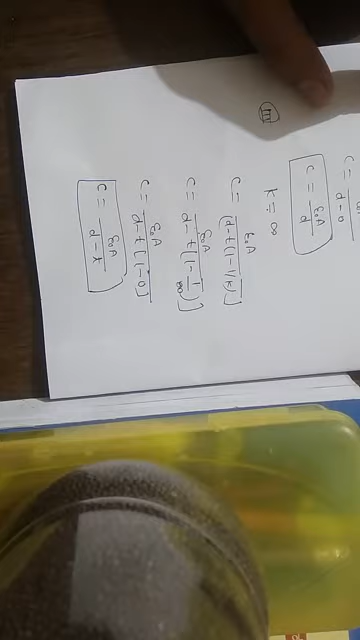 C = ε₀A / d-0
C = ε₀A / d
(III)
K = ∞
C = ε₀A / [d-t(1-1/K)]
C = ε₀A / d-t(1-1/∞)]
C = ε₀A / d-t[1-0]
C = ε₀A / d-t